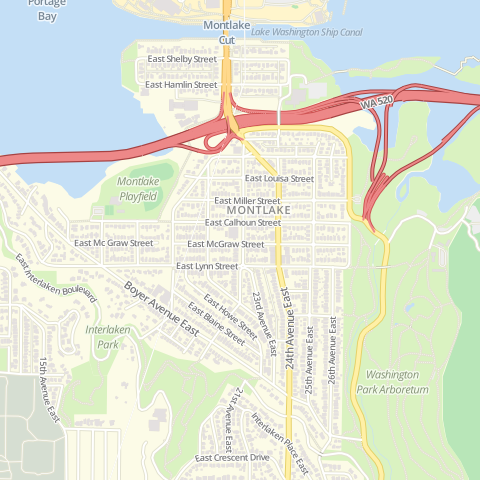 Portage
Bay
Montlake
Cut
Lake Washington Ship Canal
East Shelby Street
East Hamlin Street
WA 520
East Louisa Street
Montlake
Playfield
East Miller Street
MONTLAKE
East Calhoun Street
East Mc Graw Street
East McGraw Street
East Lynn Street
East Interlaken Boulevard
Boyer Avenue East
East Howe Street
East Blaine Street
23rd Avenue East
24th Avenue East
25th Avenue East
26th Avenue East
Interlaken
Park
15th Avenue East
Washington
Park Arboretum
21st Avenue East
Interlaken Place East
East Crescent Drive